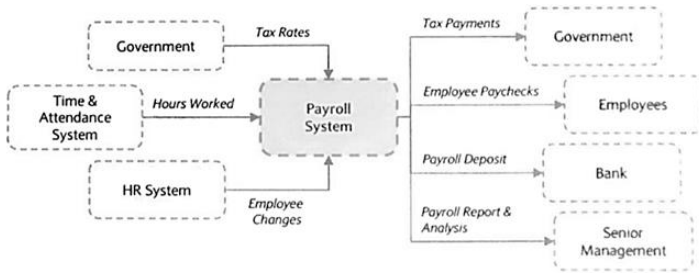 Government
Tax Rates
Time &
Attendance
System
Hours Worked
HR System
Employee
Changes
Payroll
System
Tax Payments
Government
Employee Paychecks
Employees
Payroll Deposit
Bank
Payroll Report &
Analysis
Senior
Management